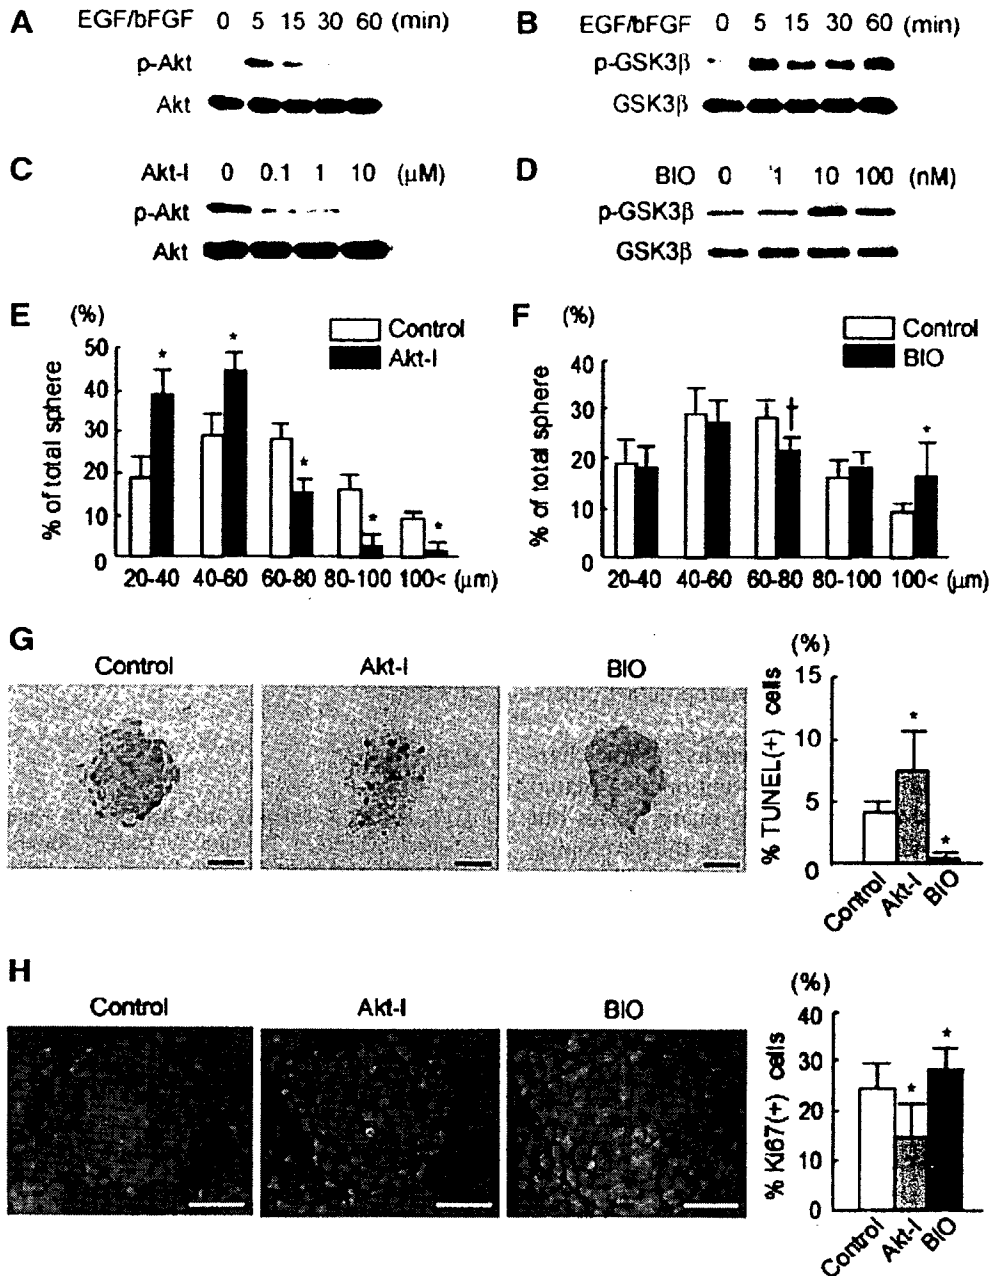 A EGF/bFGF 0 5 15 30 60 (min)
p-Akt
Akt
B EGF/bFGF 0 5 15 30 60 (min)
p-GSK3β
GSK3β
C Akt-I 0 0.1 1 10 (μM)
p-Akt
Akt
D BIO 0 1 10 100 (nM)
p-GSK3β
GSK3β
E (%)
% of total sphere
50
40
30
20
10
0
Control
Akt-I
* * * * *
20-40 40-60 60-80 80-100 100< (μm)
F (%)
% of total sphere
40
30
20
10
0
Control
BIO
† *
20-40 40-60 60-80 80-100 100< (μm)
G
Control Akt-I BIO
(%)
% TUNEL(+) cells
15
10
5
0
* *
Control Akt-I BIO
H
Control Akt-I BIO
(%)
% Ki67(+) cells
40
30
20
10
0
* *
Control Akt-I BIO